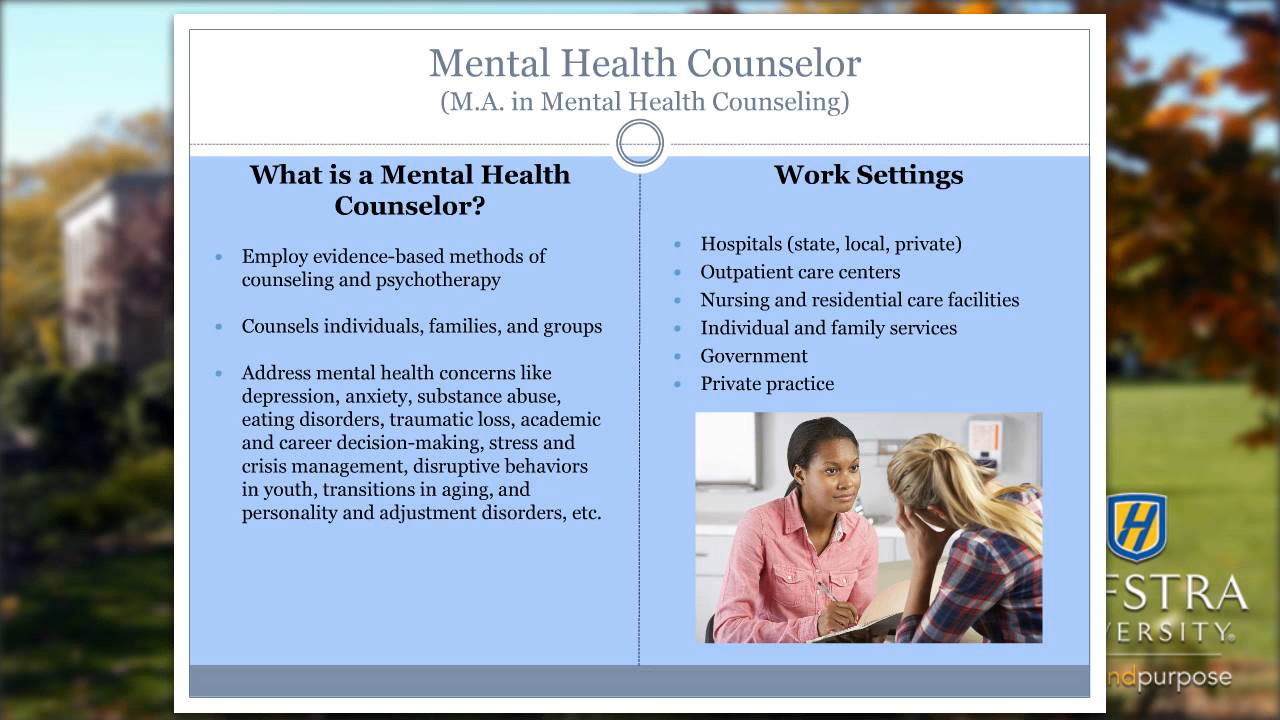 Mental Health Counselor
(M.A. in Mental Health Counseling)
What is a Mental Health
Counselor?
Employ evidence-based methods of
counseling and psychotherapy
Counsels individuals, families, and groups
Address mental health concerns like
depression, anxiety, substance abuse,
eating disorders, traumatic loss, academic
and career decision-making, stress and
crisis management, disruptive behaviors
in youth, transitions in aging, and
personality and adjustment disorders, etc.
Work Settings
Hospitals (state, local, private)
Outpatient care centers
Nursing and residential care facilities
Individual and family services
Government
Private practice
H
FSTRA
VERSITY®
ndpurpose